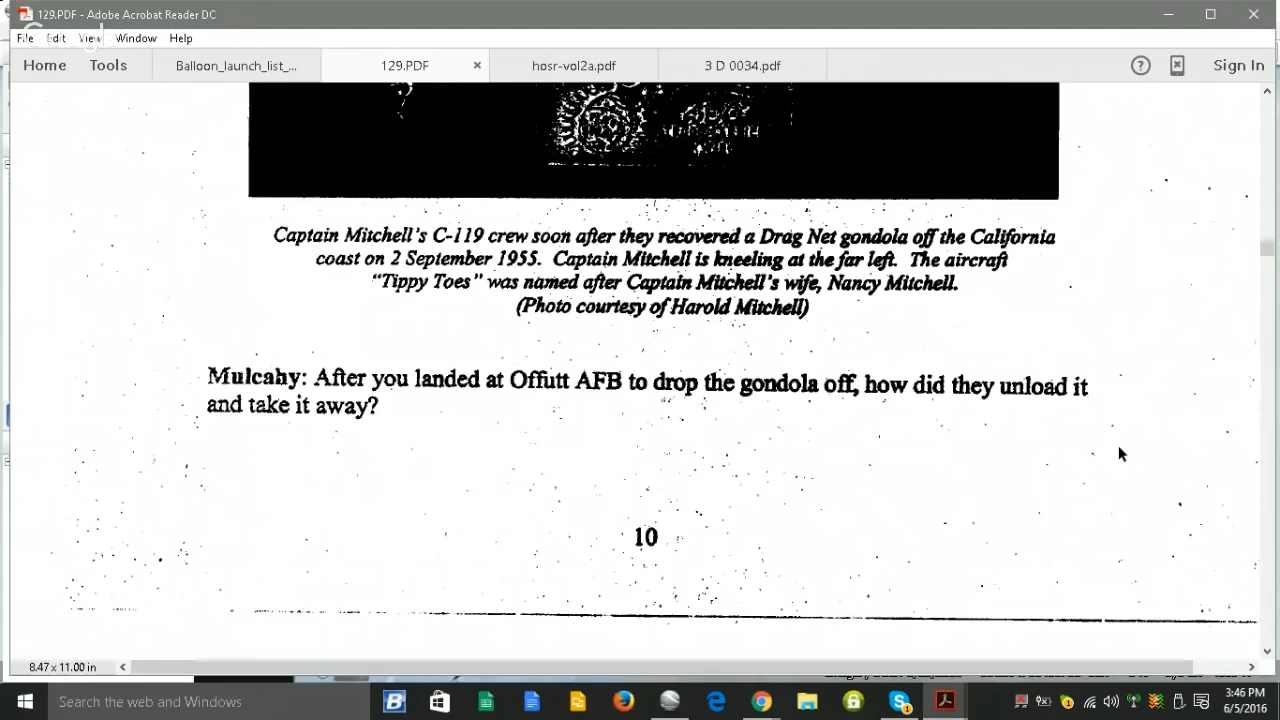 129.PDF - Adobe Acrobat Reader DC
Google
File Edit View Window Help
Home Tools Balloon_launch_list_... 129.PDF × hosr-vol2a.pdf 3 D 0034.pdf ? Sign In
Captain Mitchell's C-119 crew soon after they recovered a Drag Net gondola off the California
coast on 2 September 1955. Captain Mitchell is kneeling at the far left. The aircraft
"Tippy Toes" was named after Captain Mitchell's wife, Nancy Mitchell.
(Photo courtesy of Harold Mitchell)
Mulcahy: After you landed at Offutt AFB to drop the gondola off, how did they unload it
and take it away?
10
8.47 x 11.00 in
Search the web and Windows
3:46 PM
6/5/2016